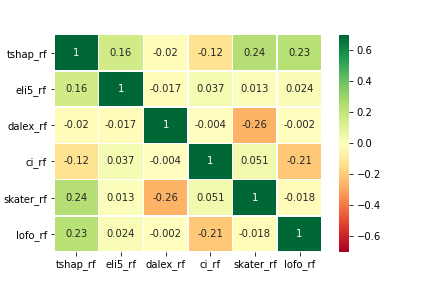 tshap_rf 1 0.16 -0.02 -0.12 0.24 0.23
eli5_rf 0.16 1 -0.017 0.037 0.013 0.024
dalex_rf -0.02 -0.017 1 -0.004 -0.26 -0.002
ci_rf -0.12 0.037 -0.004 1 0.051 -0.21
skater_rf 0.24 0.013 -0.26 0.051 1 -0.018
lofo_rf 0.23 0.024 -0.002 -0.21 -0.018 1
tshap_rf eli5_rf dalex_rf ci_rf skater_rf lofo_rf
0.6
0.4
0.2
0.0
−0.2
−0.4
−0.6